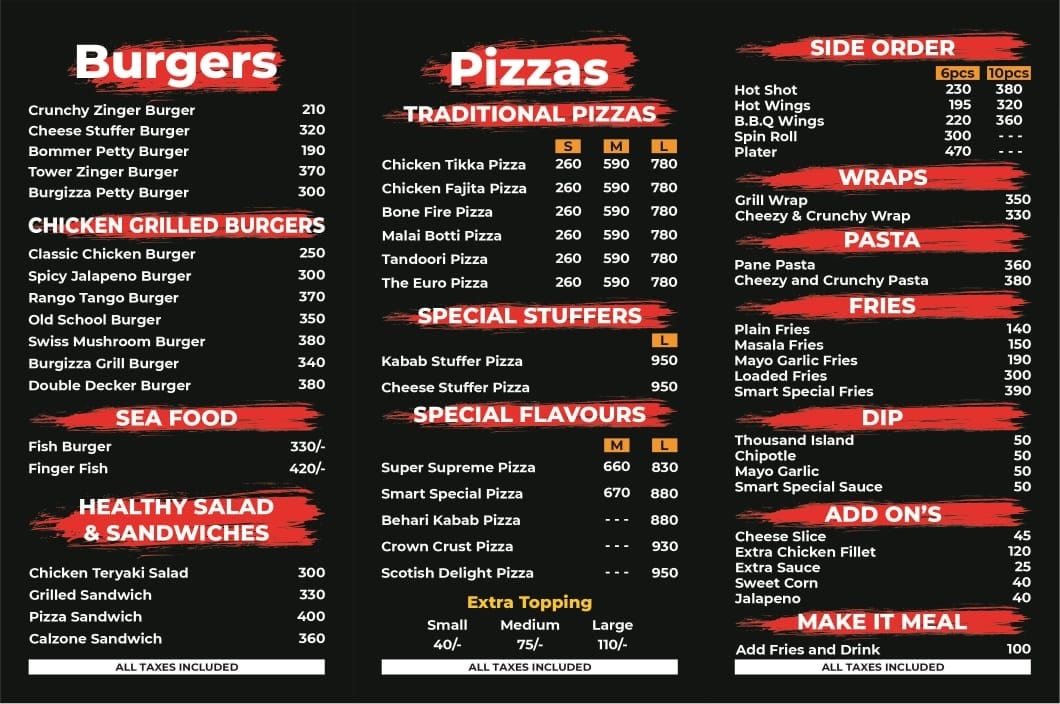 Burgers
Crunchy Zinger Burger 210
Cheese Stuffer Burger 320
Bommer Petty Burger 190
Tower Zinger Burger 370
Burgizza Petty Burger 300
CHICKEN GRILLED BURGERS
Classic Chicken Burger 250
Spicy Jalapeno Burger 300
Rango Tango Burger 370
Old School Burger 350
Swiss Mushroom Burger 380
Burgizza Grill Burger 340
Double Decker Burger 380
SEA FOOD
Fish Burger 330/-
Finger Fish 420/-
HEALTHY SALAD
& SANDWICHES
Chicken Teryaki Salad 300
Grilled Sandwich 330
Pizza Sandwich 400
Calzone Sandwich 360
ALL TAXES INCLUDED
Pizzas
TRADITIONAL PIZZAS
S M L
Chicken Tikka Pizza 260 590 780
Chicken Fajita Pizza 260 590 780
Bone Fire Pizza 260 590 780
Malai Botti Pizza 260 590 780
Tandoori Pizza 260 590 780
The Euro Pizza 260 590 780
SPECIAL STUFFERS
L
Kabab Stuffer Pizza 950
Cheese Stuffer Pizza 950
SPECIAL FLAVOURS
M L
Super Supreme Pizza 660 830
Smart Special Pizza 670 880
Behari Kabab Pizza --- 880
Crown Crust Pizza --- 930
Scotish Delight Pizza --- 950
Extra Topping
Small Medium Large
40/- 75/- 110/-
ALL TAXES INCLUDED
SIDE ORDER
6pcs 10pcs
Hot Shot 230 380
Hot Wings 195 320
B.B.Q Wings 220 360
Spin Roll 300 ---
Plater 470 ---
WRAPS
Grill Wrap 350
Cheezy & Crunchy Wrap 330
PASTA
Pane Pasta 360
Cheezy and Crunchy Pasta 380
FRIES
Plain Fries 140
Masala Fries 150
Mayo Garlic Fries 190
Loaded Fries 300
Smart Special Fries 390
DIP
Thousand Island 50
Chipotle 50
Mayo Garlic 50
Smart Special Sauce 50
ADD ON'S
Cheese Slice 45
Extra Chicken Fillet 120
Extra Sauce 25
Sweet Corn 40
Jalapeno 40
MAKE IT MEAL
Add Fries and Drink 100
ALL TAXES INCLUDED